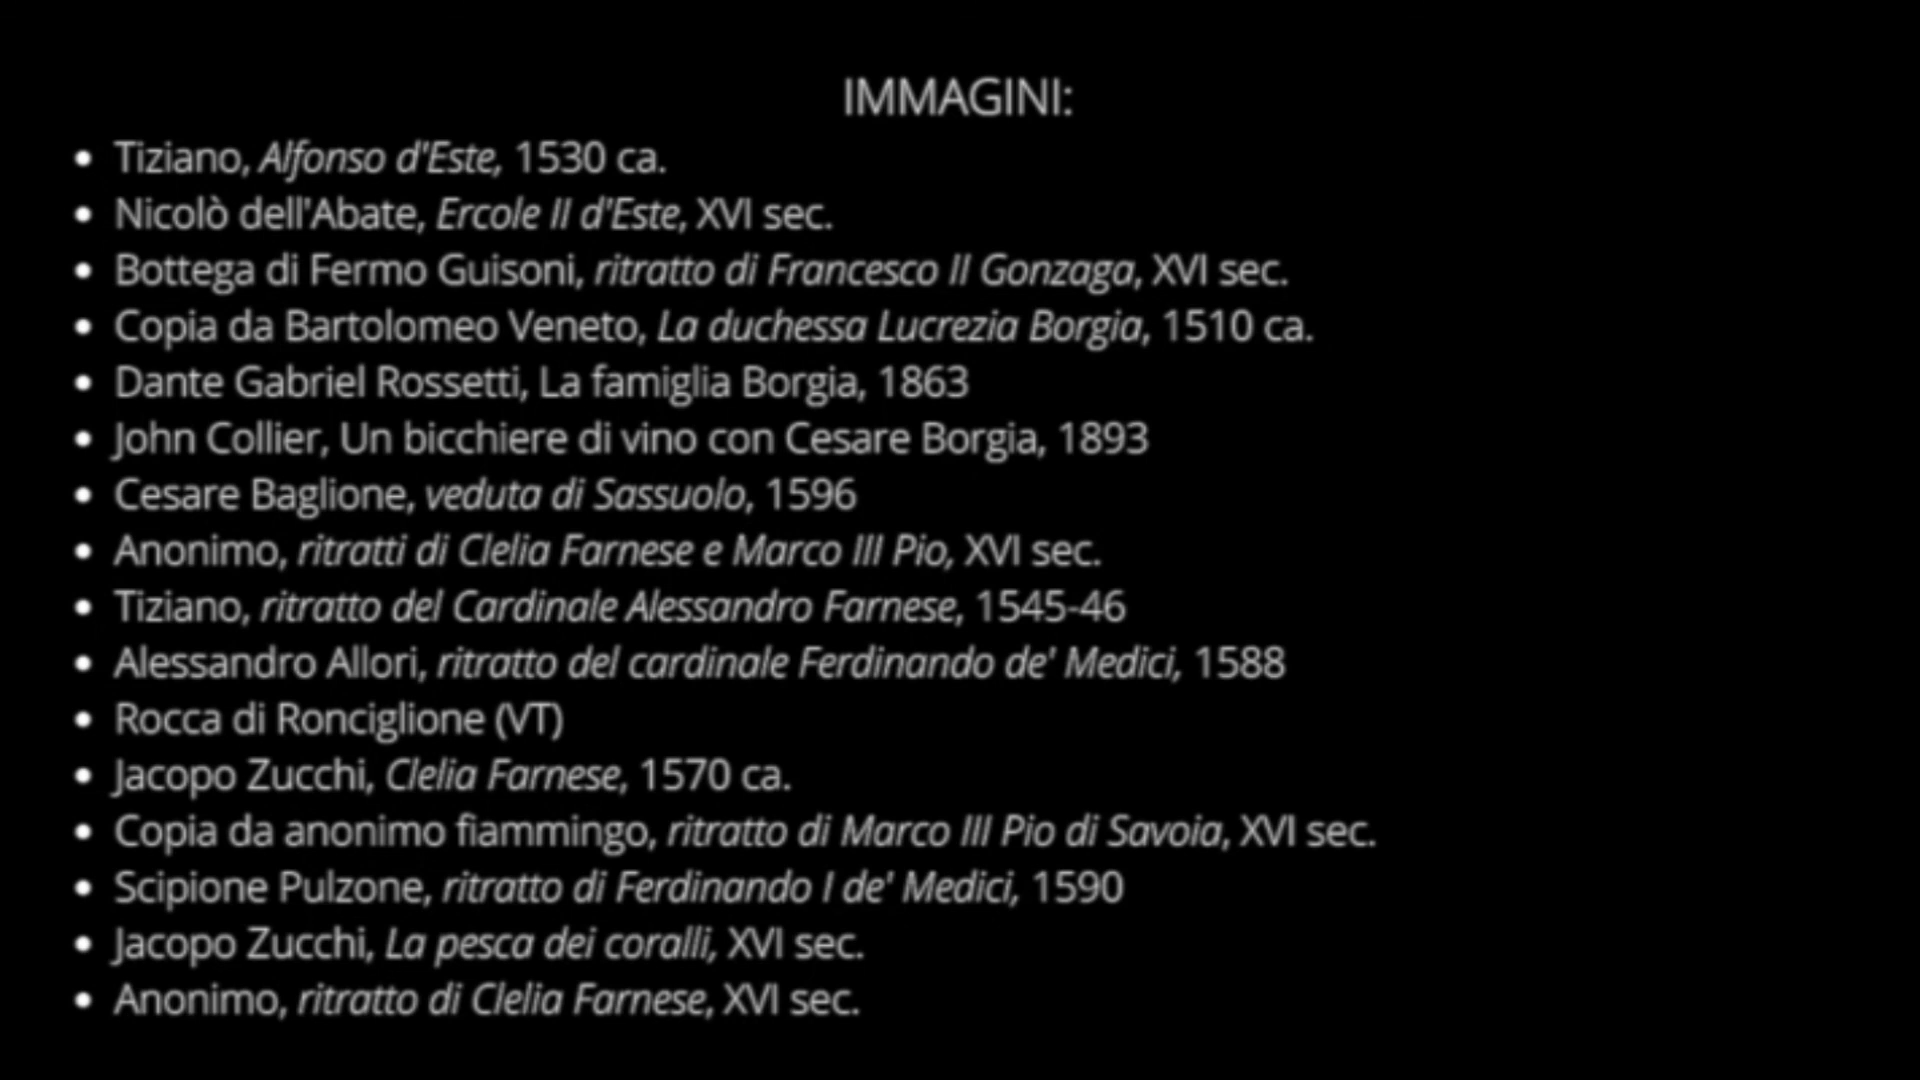 IMMAGINI:
• Tiziano, Alfonso d'Este, 1530 ca.
• Nicolò dell'Abate, Ercole II d'Este, XVI sec.
• Bottega di Fermo Guisoni, ritratto di Francesco II Gonzaga, XVI sec.
• Copia da Bartolomeo Veneto, La duchessa Lucrezia Borgia, 1510 ca.
• Dante Gabriel Rossetti, La famiglia Borgia, 1863
• John Collier, Un bicchiere di vino con Cesare Borgia, 1893
• Cesare Baglione, veduta di Sassuolo, 1596
• Anonimo, ritratti di Clelia Farnese e Marco III Pio, XVI sec.
• Tiziano, ritratto del Cardinale Alessandro Farnese, 1545-46
• Alessandro Allori, ritratto del cardinale Ferdinando de' Medici, 1588
• Rocca di Ronciglione (VT)
• Jacopo Zucchi, Clelia Farnese, 1570 ca.
• Copia da anonimo fiammingo, ritratto di Marco III Pio di Savoia, XVI sec.
• Scipione Pulzone, ritratto di Ferdinando I de' Medici, 1590
• Jacopo Zucchi, La pesca dei coralli, XVI sec.
• Anonimo, ritratto di Clelia Farnese, XVI sec.